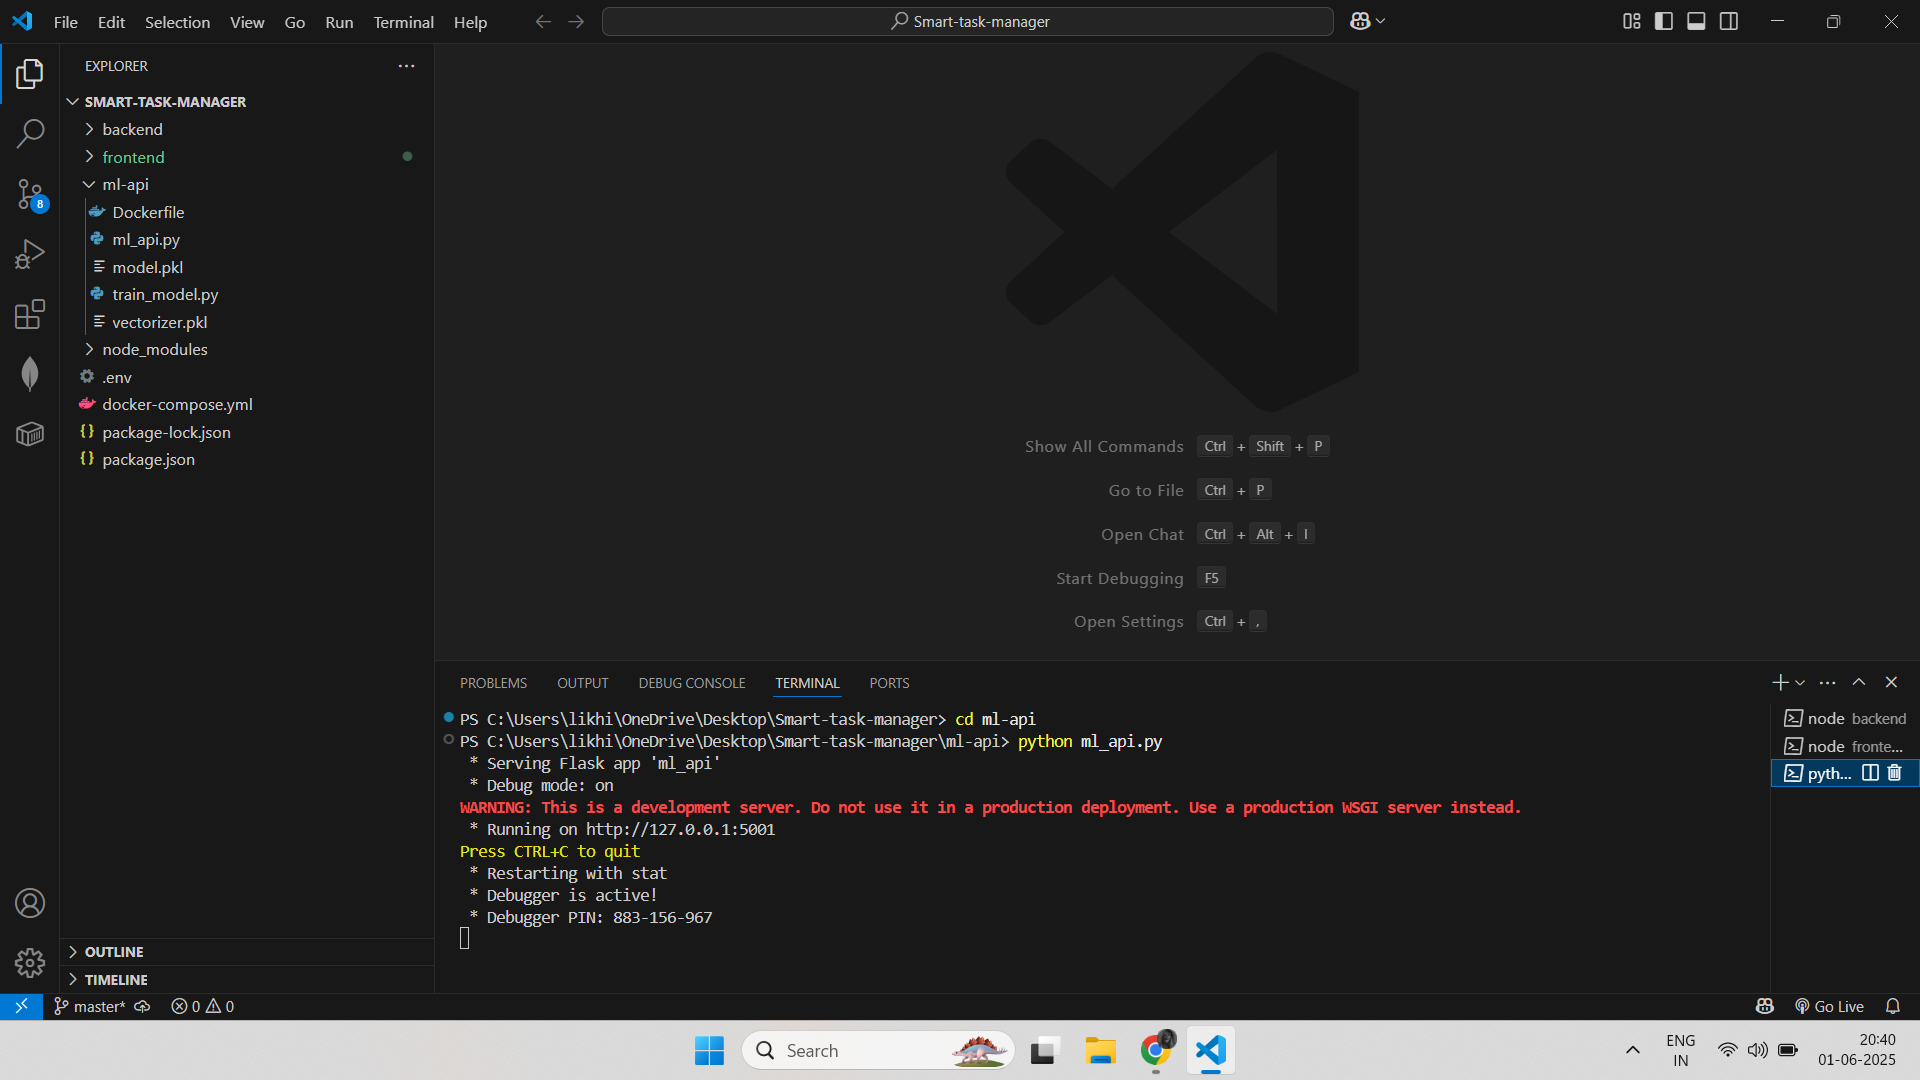 File Edit Selection View Go Run Terminal Help
Smart-task-manager
EXPLORER
SMART-TASK-MANAGER
backend
frontend
ml-api
Dockerfile
ml_api.py
model.pkl
train_model.py
vectorizer.pkl
node_modules
.env
docker-compose.yml
package-lock.json
package.json
OUTLINE
TIMELINE
8
Show All Commands Ctrl + Shift + P
Go to File Ctrl + P
Open Chat Ctrl + Alt + I
Start Debugging F5
Open Settings Ctrl + ,
PROBLEMS OUTPUT DEBUG CONSOLE TERMINAL PORTS
PS C:\Users\likhi\OneDrive\Desktop\Smart-task-manager> cd ml-api
PS C:\Users\likhi\OneDrive\Desktop\Smart-task-manager\ml-api> python ml_api.py
* Serving Flask app 'ml_api'
* Debug mode: on
WARNING: This is a development server. Do not use it in a production deployment. Use a production WSGI server instead.
* Running on http://127.0.0.1:5001
Press CTRL+C to quit
* Restarting with stat
* Debugger is active!
* Debugger PIN: 883-156-967
node backend
node fronte...
pyth...
master* 0 0
Go Live
Search
ENG
IN
20:40
01-06-2025